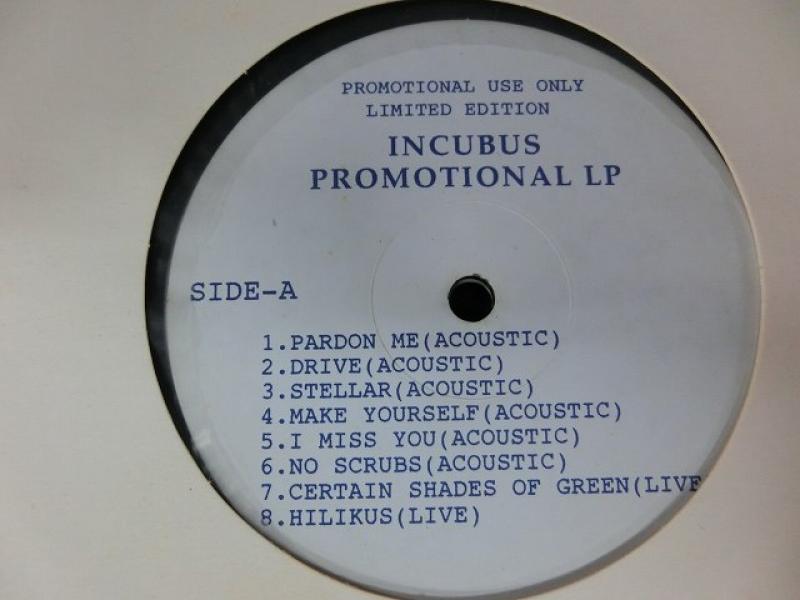 PROMOTIONAL USE ONLY
LIMITED EDITION
INCUBUS
PROMOTIONAL LP
SIDE-A
1.PARDON ME(ACOUSTIC)
2.DRIVE(ACOUSTIC)
3.STELLAR(ACOUSTIC)
4.MAKE YOURSELF(ACOUSTIC)
5.I MISS YOU(ACOUSTIC)
6.NO SCRUBS(ACOUSTIC)
7.CERTAIN SHADES OF GREEN(LIVE
8.HILIKUS(LIVE)